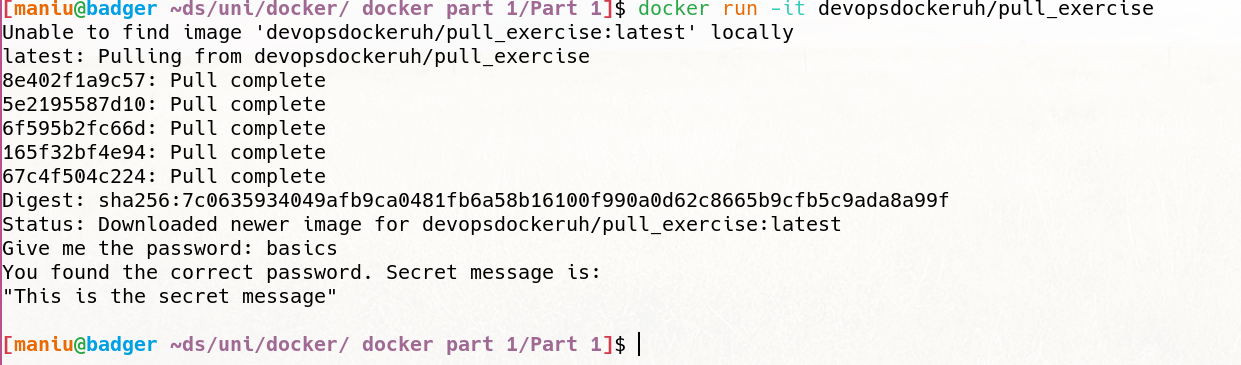 [maniu@badger ~ds/uni/docker/ docker part 1/Part 1]$ docker run -it devopsdockeruh/pull_exercise
Unable to find image 'devopsdockeruh/pull_exercise:latest' locally
latest: Pulling from devopsdockeruh/pull_exercise
8e402f1a9c57: Pull complete
5e2195587d10: Pull complete
6f595b2fc66d: Pull complete
165f32bf4e94: Pull complete
67c4f504c224: Pull complete
Digest: sha256:7c0635934049afb9ca0481fb6a58b16100f990a0d62c8665b9cfb5c9ada8a99f
Status: Downloaded newer image for devopsdockeruh/pull_exercise:latest
Give me the password: basics
You found the correct password. Secret message is:
"This is the secret message"
[maniu@badger ~ds/uni/docker/ docker part 1/Part 1]$